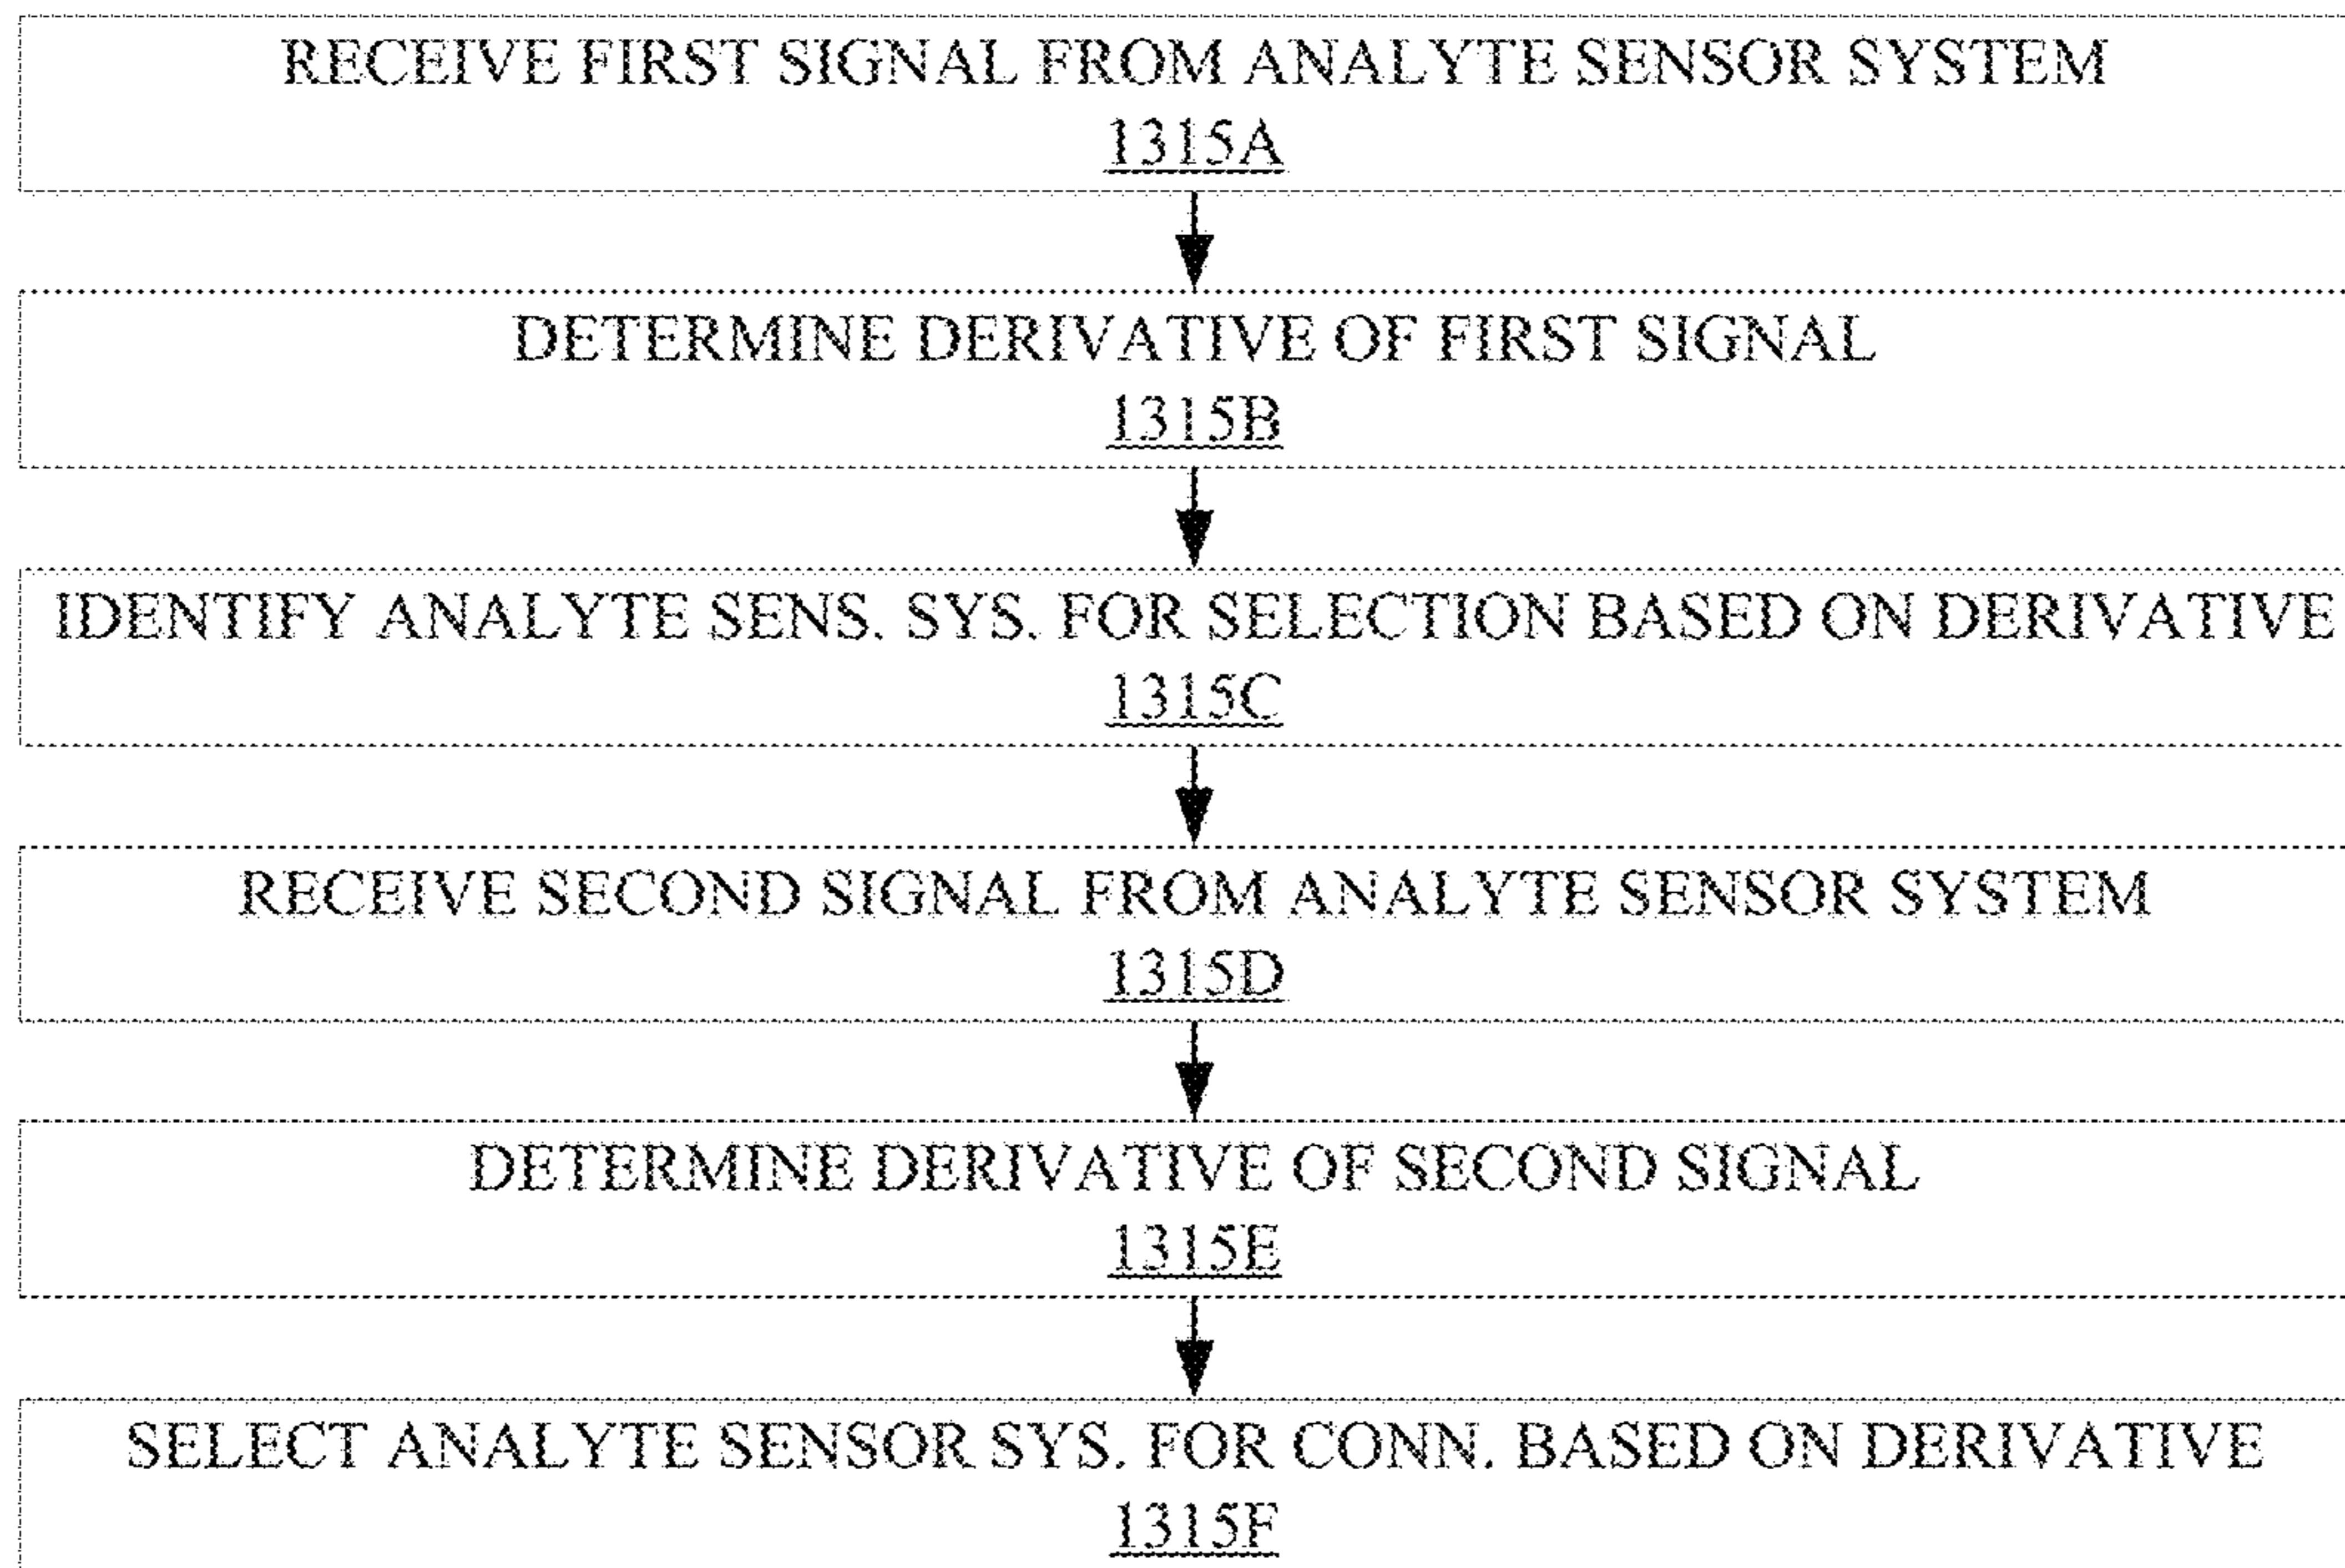 RECEIVE FIRST SIGNAL FROM ANALYTE SENSOR SYSTEM
1315A
DETERMINE DERIVATIVE OF FIRST SIGNAL
1315B
IDENTIFY ANALYTE SENS. SYS. FOR SELECTION BASED ON DERIVATIVE
1315C
RECEIVE SECOND SIGNAL FROM ANALYTE SENSOR SYSTEM
1315D
DETERMINE DERIVATIVE OF SECOND SIGNAL
1315E
SELECT ANALYTE SENSOR SYS. FOR CONN. BASED ON DERIVATIVE
1315F